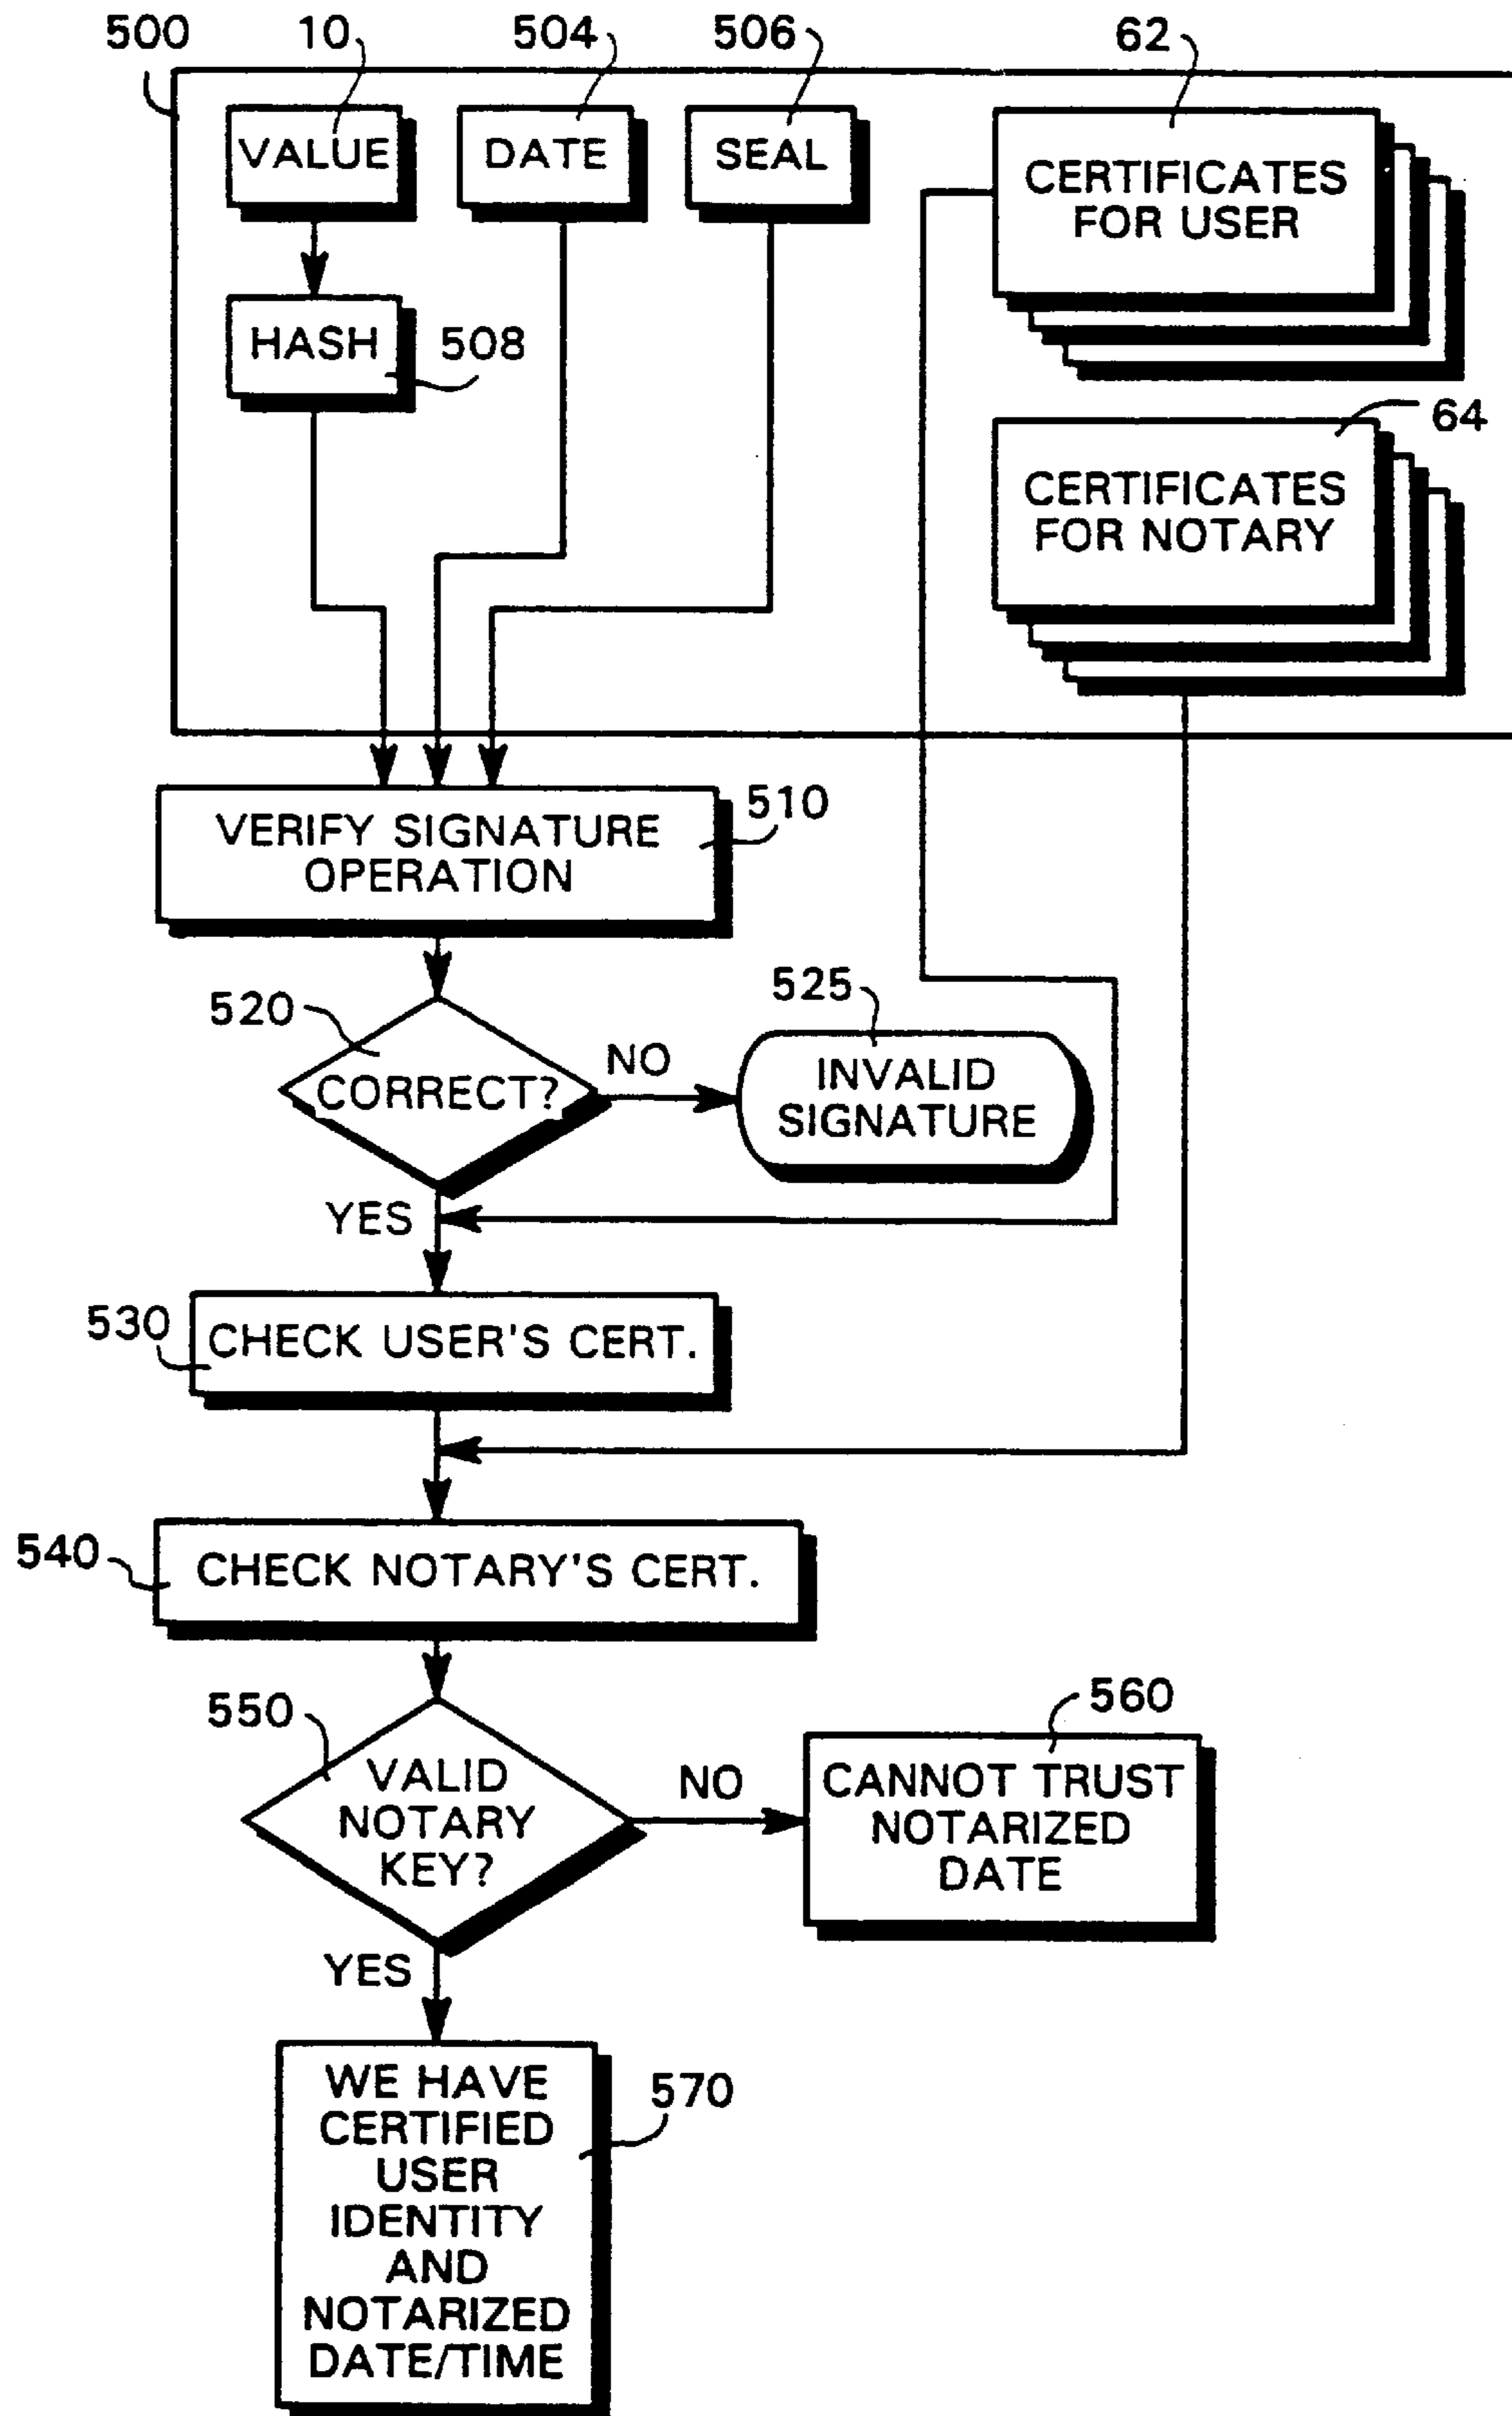 500
10
504
506
62
VALUE
DATE
SEAL
CERTIFICATES
FOR USER
HASH
508
64
CERTIFICATES
FOR NOTARY
510
VERIFY SIGNATURE
OPERATION
520
525
CORRECT?
NO
INVALID
SIGNATURE
YES
530
CHECK USER'S CERT.
540
CHECK NOTARY'S CERT.
550
560
VALID
NOTARY
KEY?
NO
CANNOT TRUST
NOTARIZED
DATE
YES
570
WE HAVE
CERTIFIED
USER
IDENTITY
AND
NOTARIZED
DATE/TIME